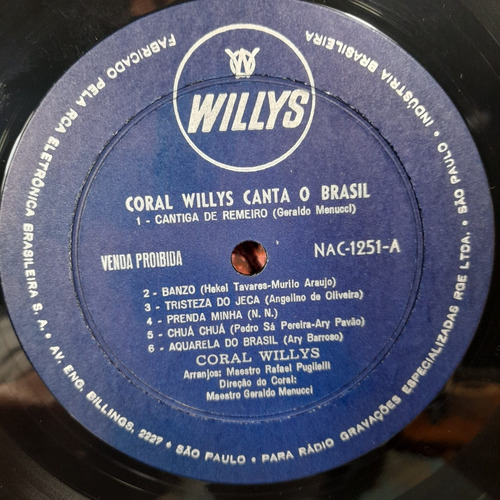 W
WILLYS
CORAL WILLYS CANTA O BRASIL
1 - CANTIGA DE REMEIRO (Geraldo Menucci)
VENDA PROIBIDA
NAC-1251-A
2 - BANZO (Hekel Tavares-Murilo Araujo)
3 - TRISTEZA DO JECA (Angelino de Oliveira)
4 - PRENDA MINHA (N. N.)
5 - CHUÁ CHUÁ (Pedro Sá Pereira-Ary Pavão)
6 - AQUARELA DO BRASIL (Ary Barroso)
CORAL WILLYS
Arranjos: Maestro Rafael Puglielli
Direção do Coral:
Maestro Geraldo Menucci
FABRICADO PELA RCA ELETRÔNICA BRASILEIRA S. A. • AV. ENG. BILLINGS, 2227 • SÃO PAULO • PARA RÁDIO GRAVAÇÕES ESPECIALIZADAS RGE LTDA. • SÃO PAULO • INDÚSTRIA BRASILEIRA